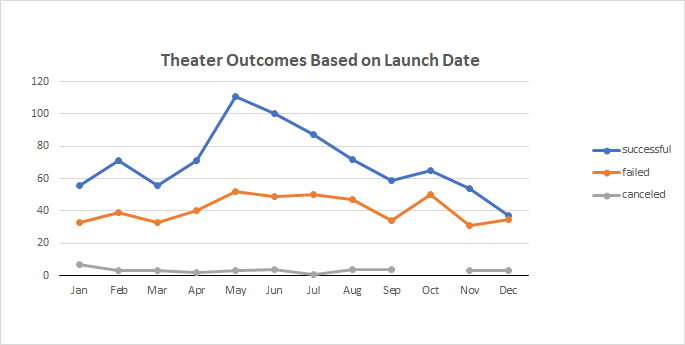 Theater Outcomes Based on Launch Date
120
100
80
60
40
20
0
Jan Feb Mar Apr May Jun Jul Aug Sep Oct Nov Dec
successful
failed
canceled